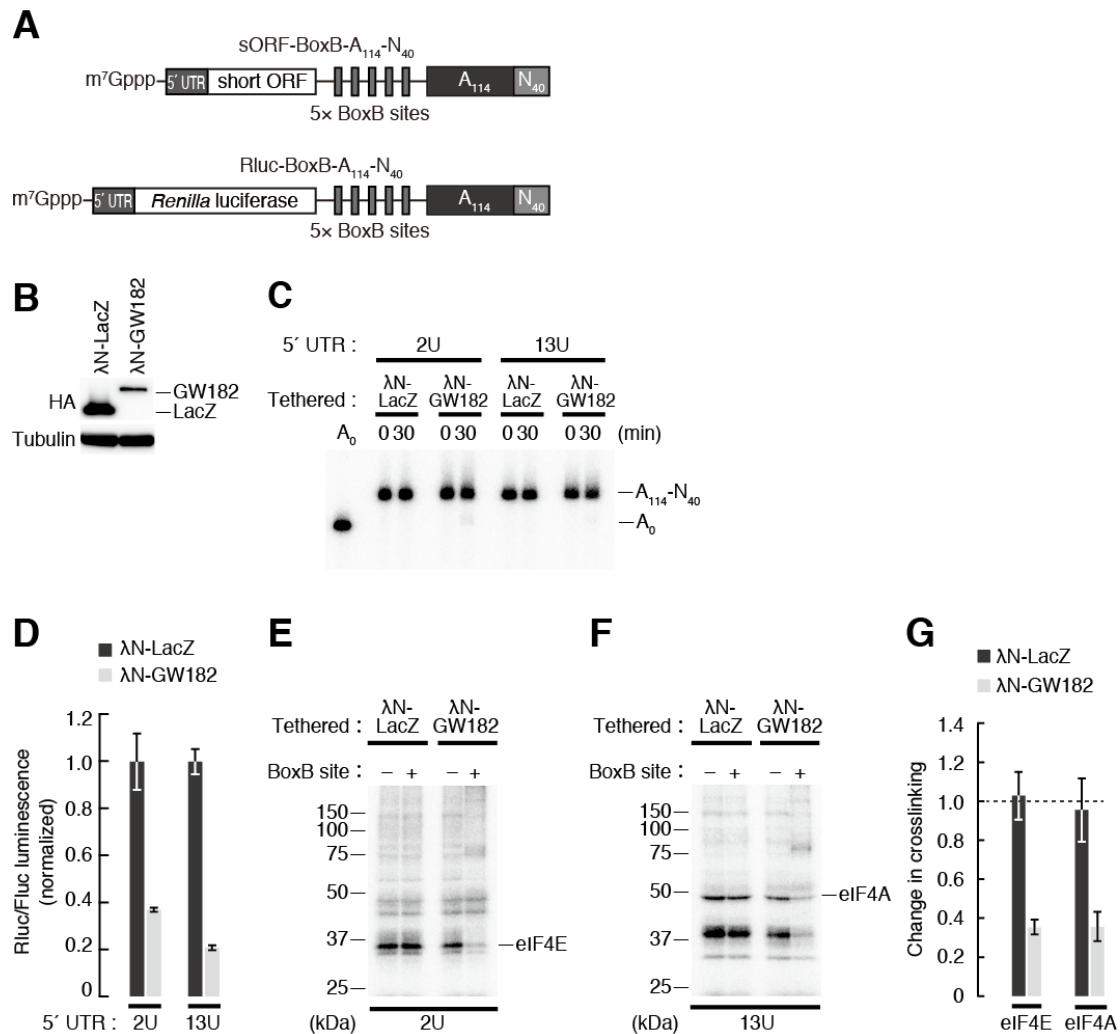 A
sORF-BoxB-A₁₁₄-N₄₀
m⁷Gppp 5´ UTR short ORF A₁₁₄ N₄₀
5× BoxB sites
Rluc-BoxB-A₁₁₄-N₄₀
m⁷Gppp 5´ UTR Renilla luciferase A₁₁₄ N₄₀
5× BoxB sites
B
λN-LacZ
λN-GW182
HA
GW182
LacZ
Tubulin
C
5´ UTR : 2U 13U
Tethered : λN-LacZ λN-GW182 λN-LacZ λN-GW182
A₀ 0 30 0 30 0 30 0 30 (min)
A₁₁₄-N₄₀
A₀
D
λN-LacZ
λN-GW182
Rluc/Fluc luminescence
(normalized)
1.2
1.0
0.8
0.6
0.4
0.2
0
5´ UTR : 2U 13U
E
Tethered : λN-LacZ λN-GW182
BoxB site : – + – +
150
100
75
50
37
25
eIF4E
(kDa) 2U
F
Tethered : λN-LacZ λN-GW182
BoxB site : – + – +
150
100
75
50
37
25
eIF4A
(kDa) 13U
G
λN-LacZ
λN-GW182
Change in crosslinking
1.4
1.2
1.0
0.8
0.6
0.4
0.2
0
eIF4E eIF4A